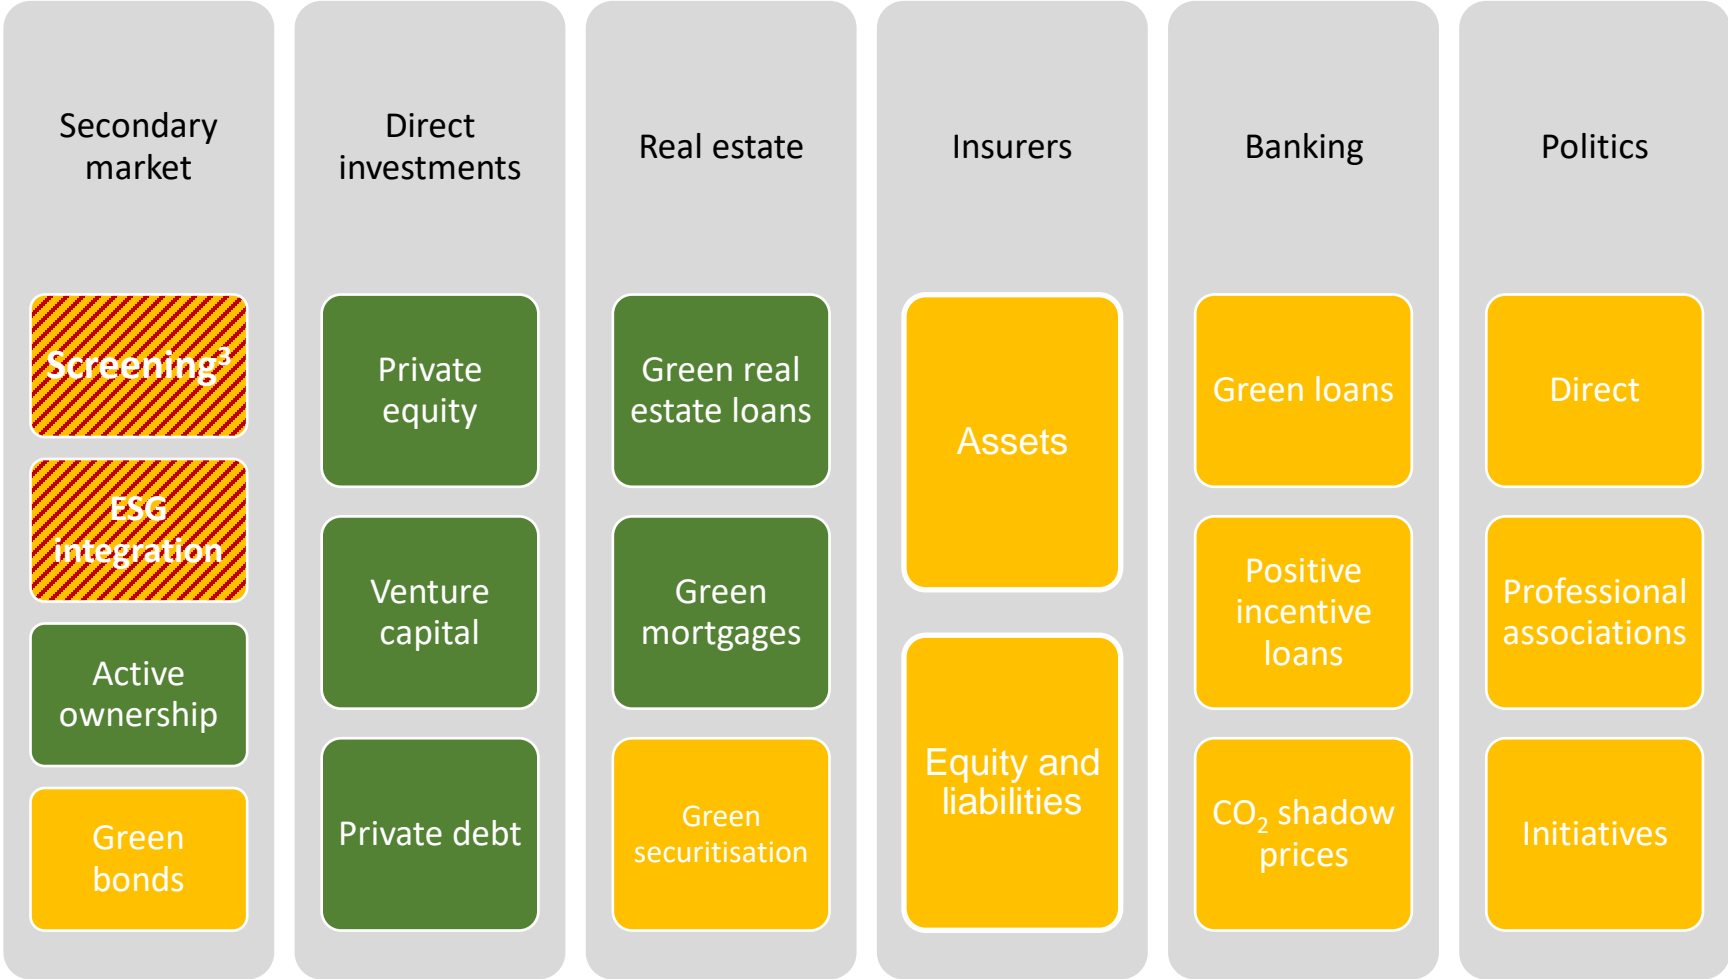 Secondary
market
Screening³
ESG
integration
Active
ownership
Green
bonds
Direct
investments
Private
equity
Venture
capital
Private debt
Real estate
Green real
estate loans
Green
mortgages
Green
securitisation
Insurers
Assets
Equity and
liabilities
Banking
Green loans
Positive
incentive
loans
CO₂ shadow
prices
Politics
Direct
Professional
associations
Initiatives